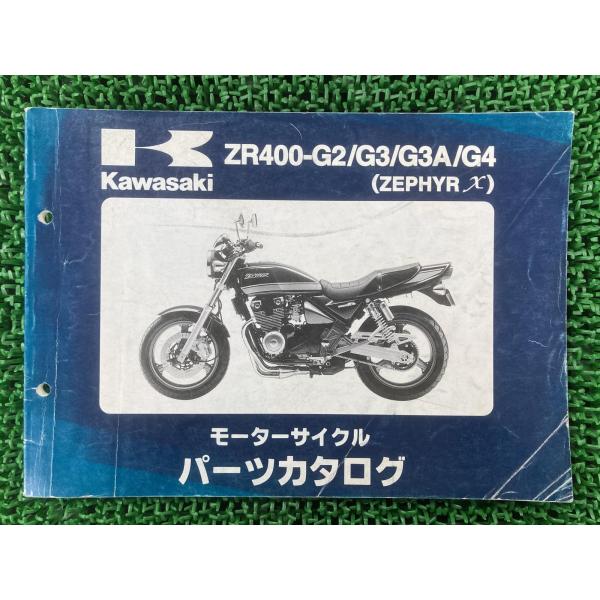 ZR400-G2/G3/G3A/G4
Kawasaki
(ZEPHYR χ)
モーターサイクル
パーツカタログ